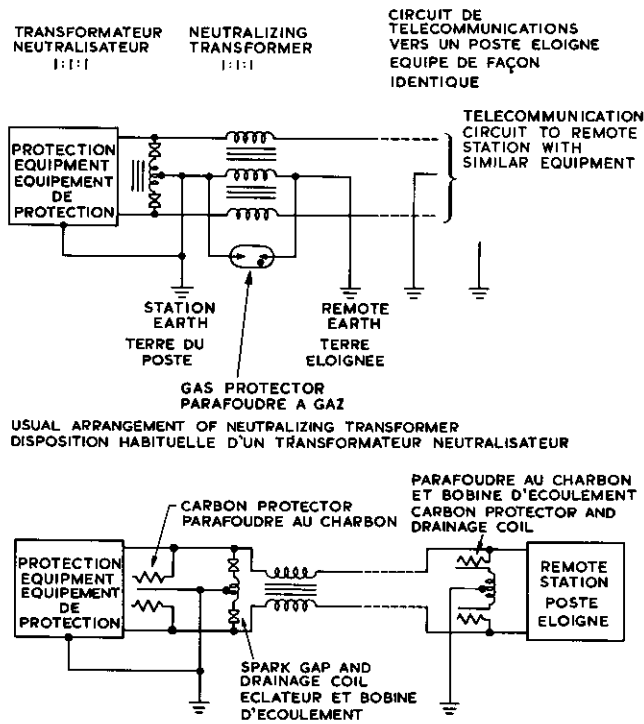 TRANSFORMATEUR
NEUTRALISATEUR
NEUTRALIZING
TRANSFORMER
CIRCUIT DE
TELECOMMUNICATIONS
VERS UN POSTE ELOIGNE
EQUIPE DE FAÇON
IDENTIQUE
1:1:1
1:1:1
TELECOMMUNICATION
CIRCUIT TO REMOTE
STATION WITH
SIMILAR EQUIPMENT
PROTECTION
EQUIPMENT
EQUIPEMENT
DE
PROTECTION
STATION
EARTH
TERRE DU
POSTE
REMOTE
EARTH
TERRE
ELOIGNEE
GAS PROTECTOR
PARAFOUDRE A GAZ
USUAL ARRANGEMENT OF NEUTRALIZING TRANSFORMER
DISPOSITION HABITUELLE D'UN TRANSFORMATEUR NEUTRALISATEUR
PARAFOUDRE AU CHARBON
ET BOBINE D'ECOULEMENT
CARBON PROTECTOR AND
DRAINAGE COIL
CARBON PROTECTOR
PARAFOUDRE AU CHARBON
PROTECTION
EQUIPMENT
EQUIPEMENT
DE
PROTECTION
REMOTE
STATION
POSTE
ELOIGNE
SPARK GAP AND
DRAINAGE COIL
ECLATEUR ET BOBINE
D'ECOULEMENT